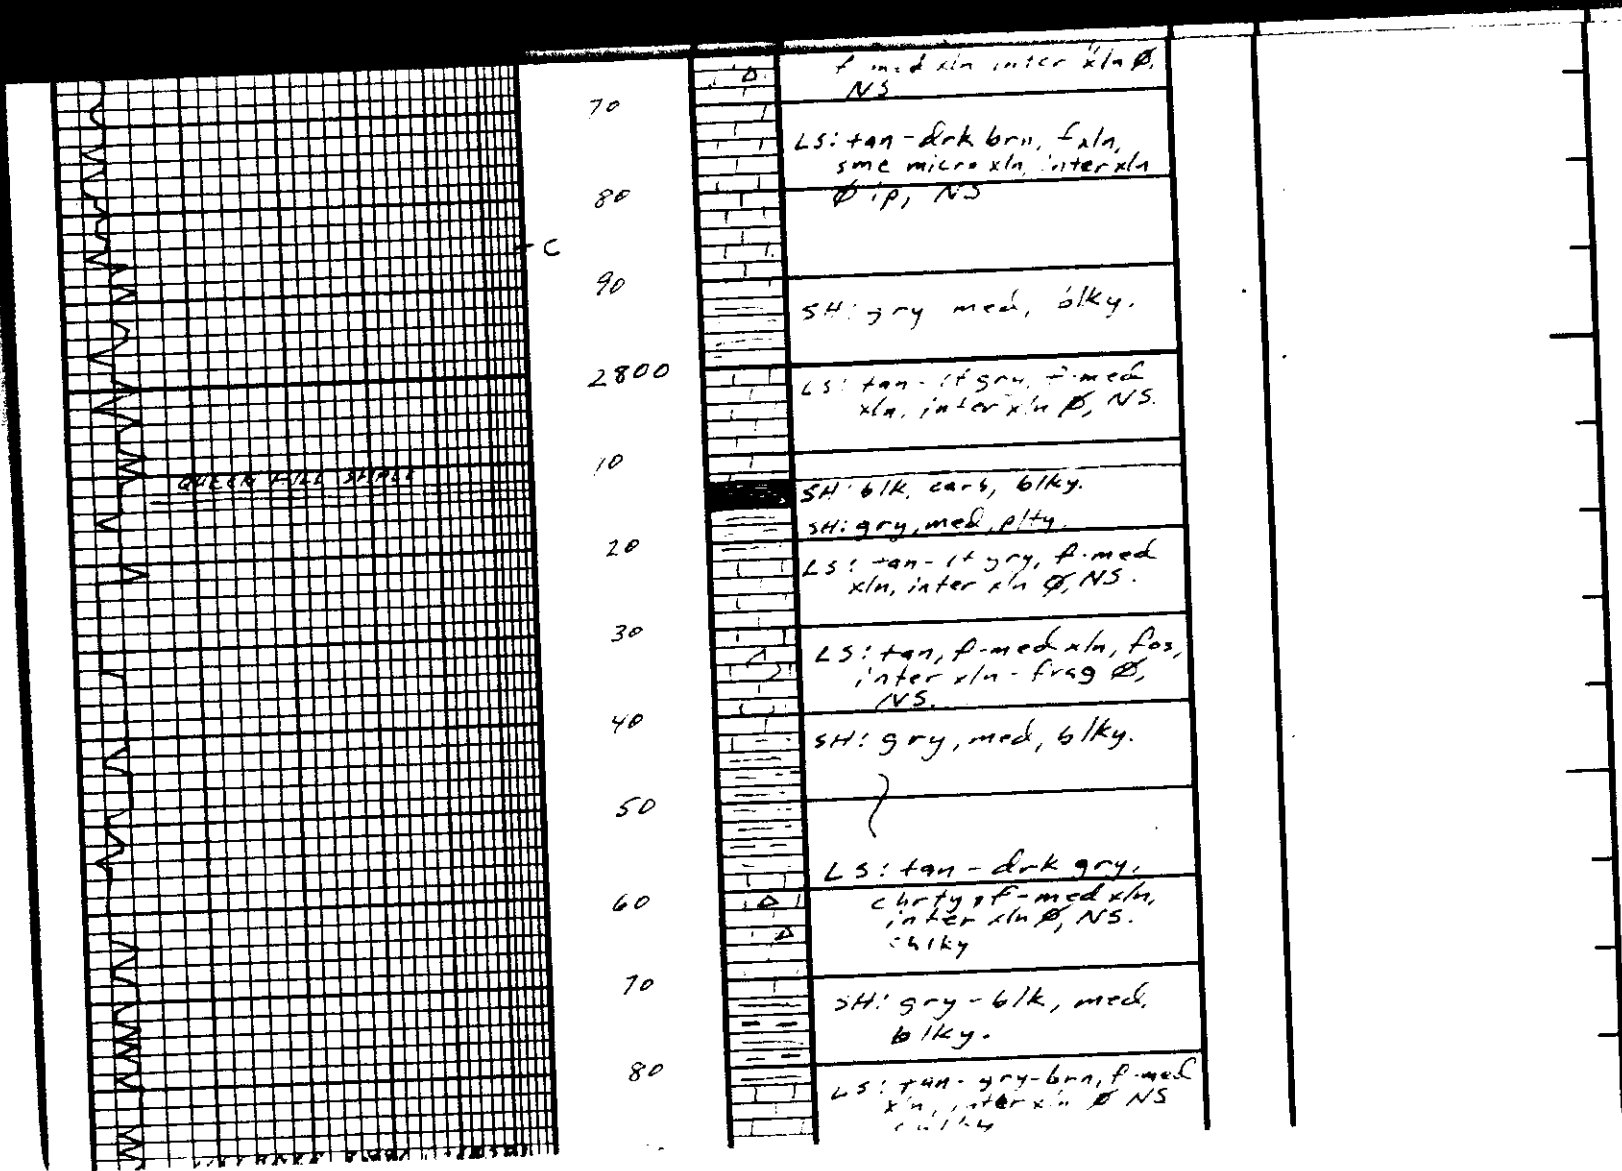 f-med xln inter xln Ø,
NS
70
LS: tan-drk brn, fxln,
sme micro xln, inter xln
Ø ip, NS
80
C
90
SH: gry med, blky.
2800
LS: tan-lt gry, f-med
xln, inter xln Ø, NS.
10
QUEEN HILL SHALE
SH: blk, carb, blky.
SH: gry, med, plty.
20
LS: tan-lt gry, f-med
xln, inter xln Ø, NS.
30
LS: tan, f-med xln, fos,
inter xln-frag Ø,
NS.
40
SH: gry, med, blky.
50
LS: tan-drk gry,
60
chrty, f-med xln,
inter xln Ø, NS.
chlky
70
SH: gry-blk, med,
blky.
80
LS: tan-gry-brn, f-med
xln, inter xln Ø NS